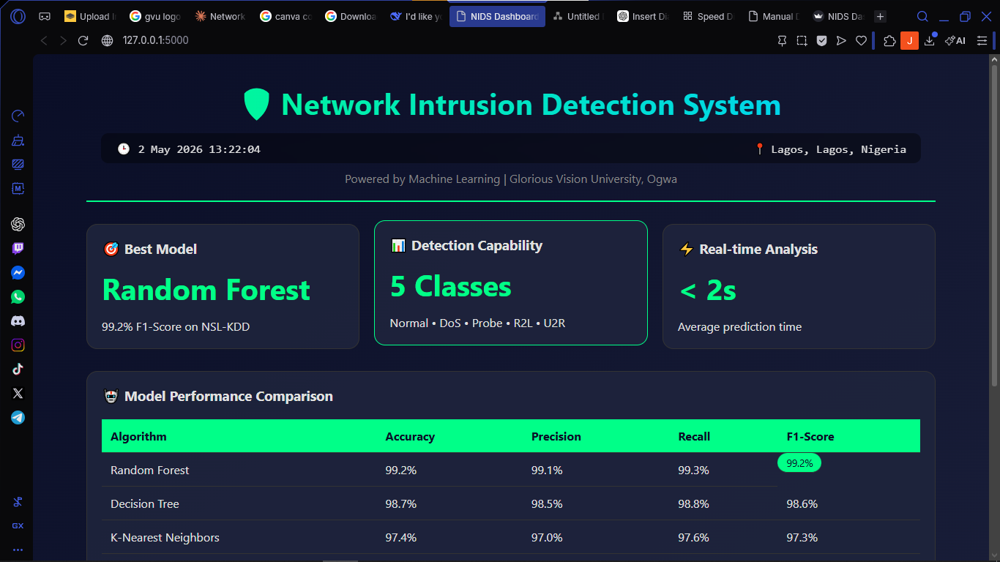 Upload I
gvu logo
Network
canva co
Downloa
I'd like yo
NIDS Dashboard
Untitled
Insert Dia
Speed D
Manual D
NIDS Da
127.0.0.1:5000
J
AI
Network Intrusion Detection System
2 May 2026 13:22:04
Lagos, Lagos, Nigeria
Powered by Machine Learning | Glorious Vision University, Ogwa
Best Model
Random Forest
99.2% F1-Score on NSL-KDD
Detection Capability
5 Classes
Normal • DoS • Probe • R2L • U2R
Real-time Analysis
< 2s
Average prediction time
Model Performance Comparison
Algorithm Accuracy Precision Recall F1-Score
Random Forest 99.2% 99.1% 99.3% 99.2%
Decision Tree 98.7% 98.5% 98.8% 98.6%
K-Nearest Neighbors 97.4% 97.0% 97.6% 97.3%
M
GX